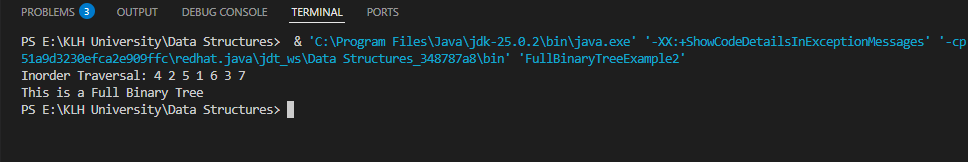 PROBLEMS 3 OUTPUT DEBUG CONSOLE TERMINAL PORTS
PS E:\KLH University\Data Structures> & 'C:\Program Files\Java\jdk-25.0.2\bin\java.exe' '-XX:+ShowCodeDetailsInExceptionMessages' '-cp
51a9d3230efca2e909ffc\redhat.java\jdt_ws\Data Structures_348787a8\bin' 'FullBinaryTreeExample2'
Inorder Traversal: 4 2 5 1 6 3 7
This is a Full Binary Tree
PS E:\KLH University\Data Structures>